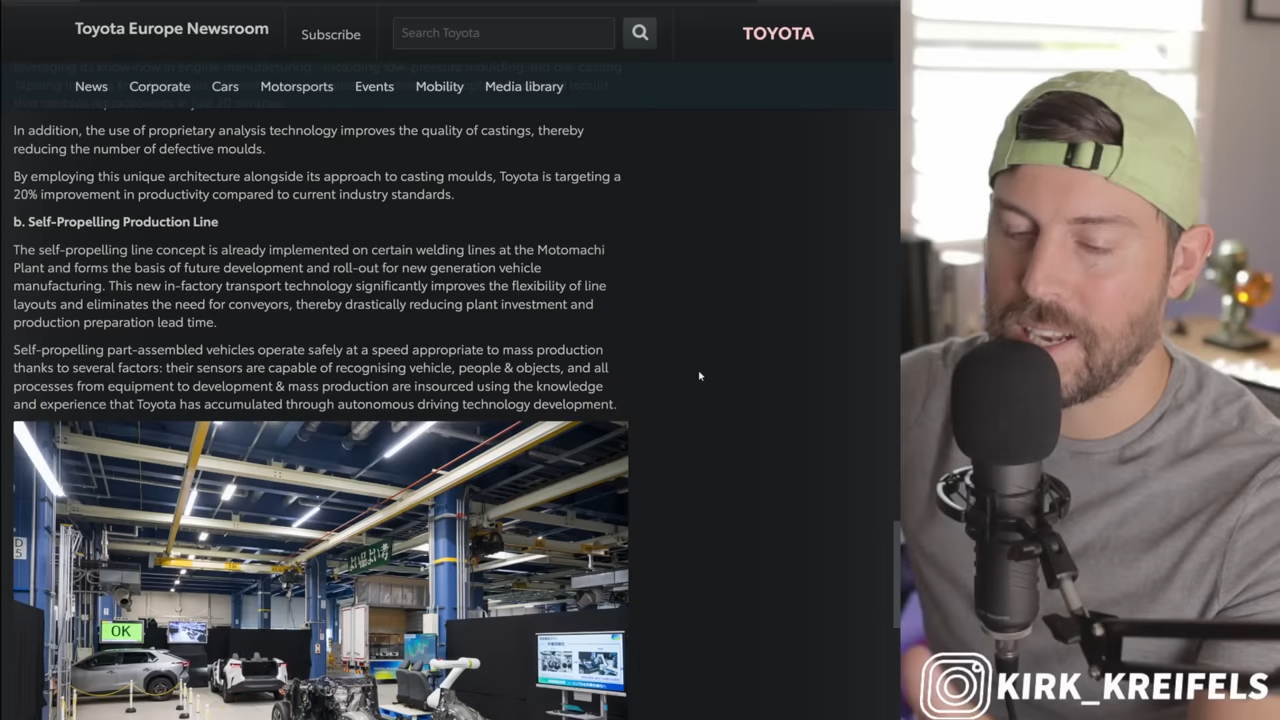 Toyota Europe Newsroom
Subscribe
Search Toyota
TOYOTA
News
Corporate
Cars
Motorsports
Events
Mobility
Media library
In addition, the use of proprietary analysis technology improves the quality of castings, thereby
reducing the number of defective moulds.
By employing this unique architecture alongside its approach to casting moulds, Toyota is targeting a
20% improvement in productivity compared to current industry standards.
b. Self-Propelling Production Line
The self-propelling line concept is already implemented on certain welding lines at the Motomachi
Plant and forms the basis of future development and roll-out for new generation vehicle
manufacturing. This new in-factory transport technology significantly improves the flexibility of line
layouts and eliminates the need for conveyors, thereby drastically reducing plant investment and
production preparation lead time.
Self-propelling part-assembled vehicles operate safely at a speed appropriate to mass production
thanks to several factors: their sensors are capable of recognising vehicle, people & objects, and all
processes from equipment to development & mass production are insourced using the knowledge
and experience that Toyota has accumulated through autonomous driving technology development.
よい品よい考
D
5
OK
KIRK_KREIFELS